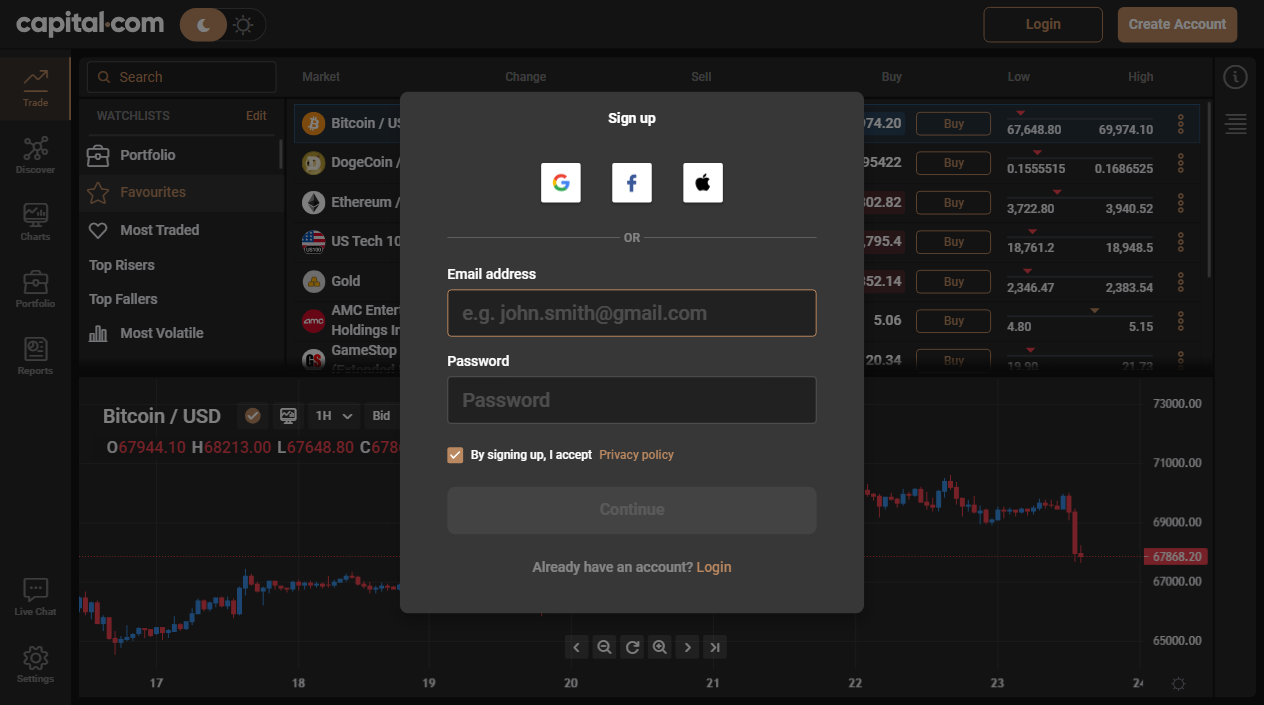 capital.com
Login
Create Account
Trade
Discover
Charts
Portfolio
Reports
Live Chat
Settings
Search
WATCHLISTS Edit
Portfolio
Favourites
Most Traded
Top Risers
Top Fallers
Most Volatile
Market Change Sell Buy Low High
Bitcoin / US 974.20 Buy 67,648.80 69,974.10
DogeCoin / 95422 Buy 0.1555515 0.1686525
Ethereum / 302.82 Buy 3,722.80 3,940.52
US Tech 10 ,795.4 Buy 18,761.2 18,948.5
Gold 352.14 Buy 2,346.47 2,383.54
AMC Enter
Holdings In 5.06 Buy 4.80 5.15
GameStop 20.34 Buy 19.90 21.73
(Extended
Sign up
OR
Email address
e.g. john.smith@gmail.com
Password
Password
By signing up, I accept Privacy policy
Continue
Already have an account? Login
Bitcoin / USD 1H Bid
O67944.10 H68213.00 L67648.80 C678
73000.00
71000.00
69000.00
67868.20
67000.00
65000.00
17 18 19 20 21 22 23 24